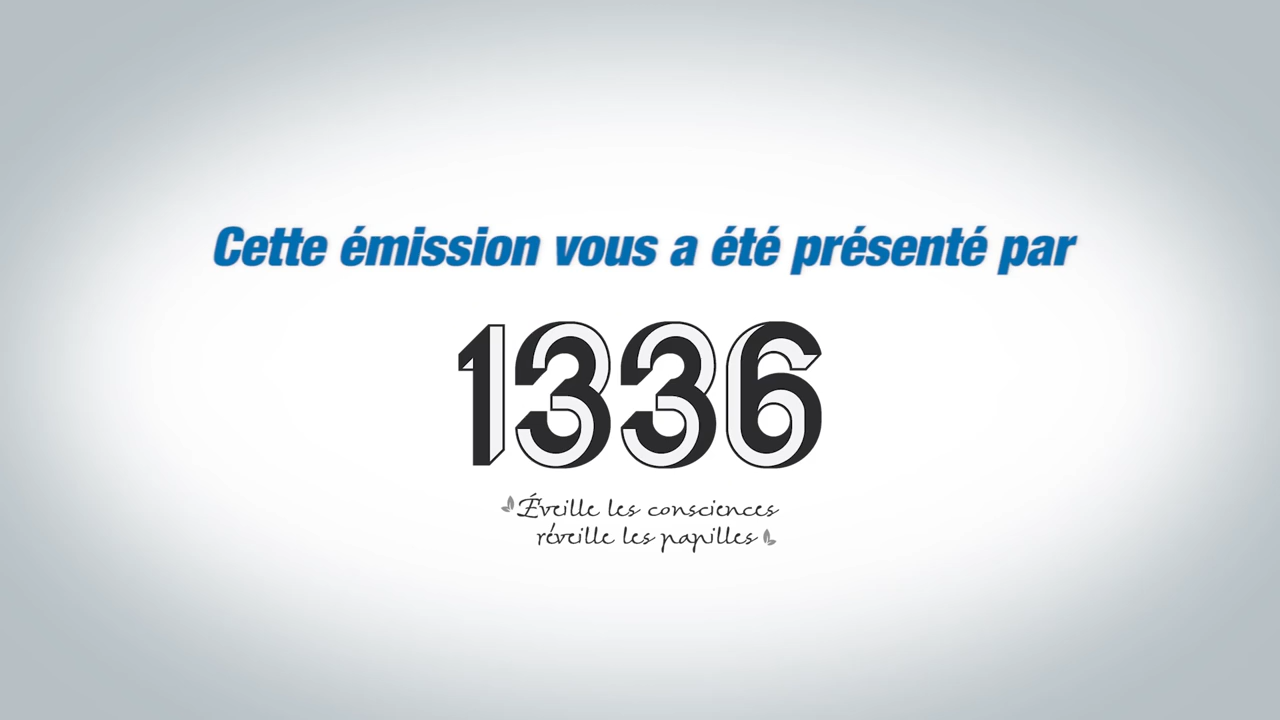 Cette émission vous a été présenté par
1336
Éveille les consciences
réveille les papilles